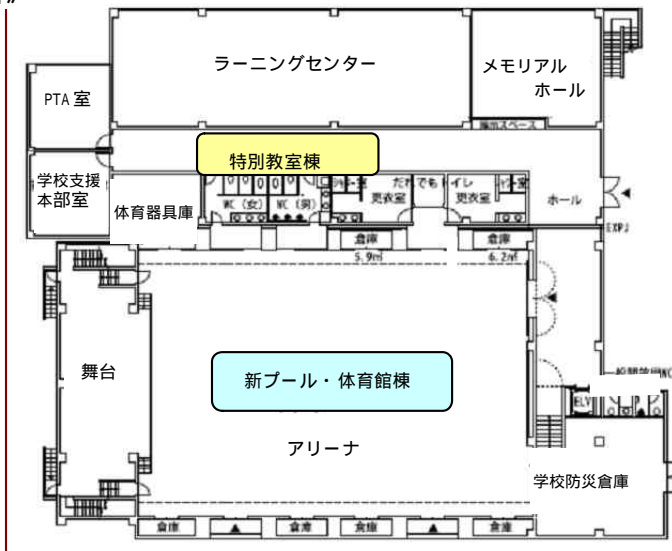 ラーニングセンター
メモリアル
ホール
PTA 室
特別教室棟
学校支援
本部室
体育器具庫
WC（女）
WC（男）
だれでもトイレ
更衣室
更衣室
ホール
EXPJ
倉庫
5.9㎡
倉庫
6.2㎡
舞台
新プール・体育館棟
アリーナ
ELV
学校防災倉庫
倉庫
倉庫
倉庫
倉庫